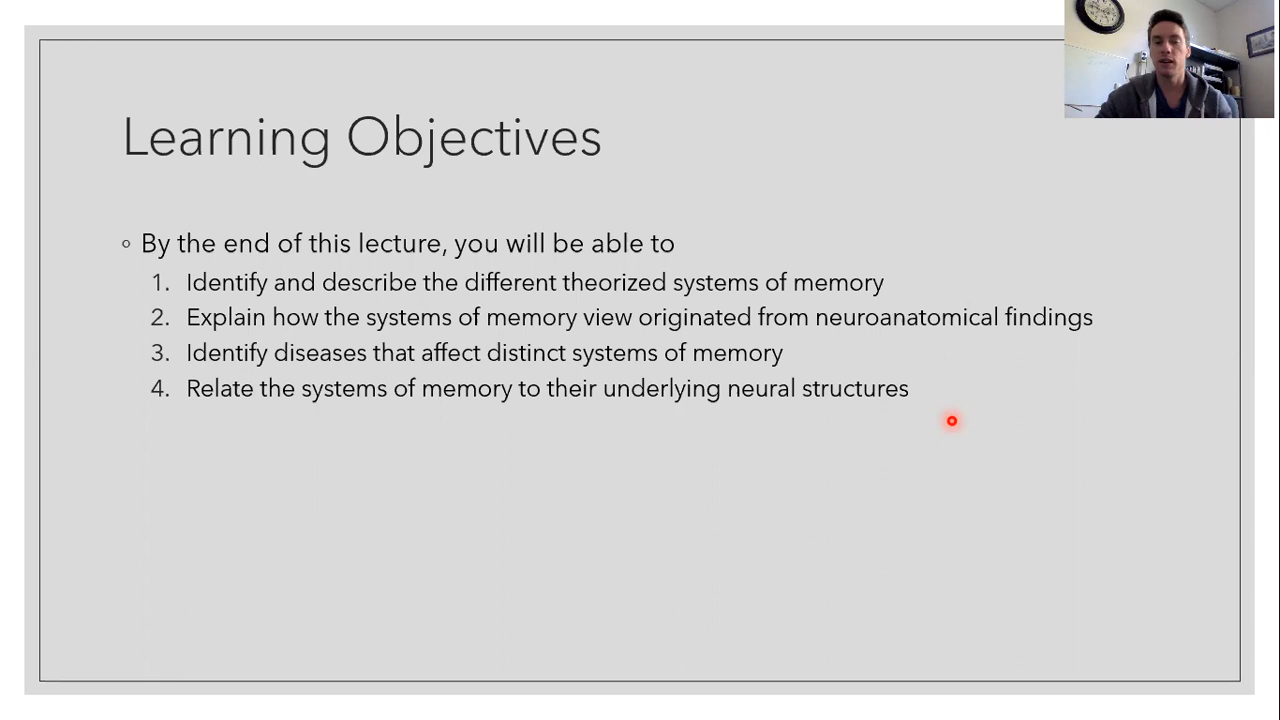 Learning Objectives
◦ By the end of this lecture, you will be able to
1. Identify and describe the different theorized systems of memory
2. Explain how the systems of memory view originated from neuroanatomical findings
3. Identify diseases that affect distinct systems of memory
4. Relate the systems of memory to their underlying neural structures